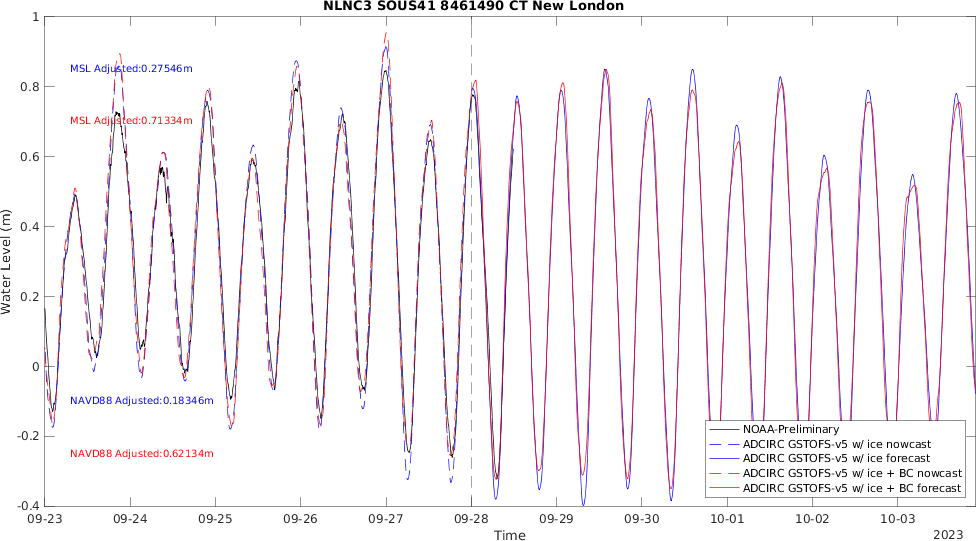 NLNC3 SOUS41 8461490 CT New London
1
0.8
0.6
0.4
0.2
0
-0.2
-0.4
Water Level (m)
MSL Adjusted:0.27546m
MSL Adjusted:0.71334m
NAVD88 Adjusted:0.18346m
NAVD88 Adjusted:0.62134m
NOAA-Preliminary
ADCIRC GSTOFS-v5 w/ ice nowcast
ADCIRC GSTOFS-v5 w/ ice forecast
ADCIRC GSTOFS-v5 w/ ice + BC nowcast
ADCIRC GSTOFS-v5 w/ ice + BC forecast
09-23 09-24 09-25 09-26 09-27 09-28 09-29 09-30 10-01 10-02 10-03
Time
2023